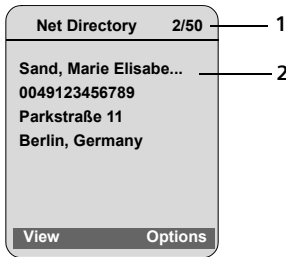 Net Directory 2/50 1
Sand, Marie Elisabe... 2
0049123456789
Parkstraße 11
Berlin, Germany
View Options